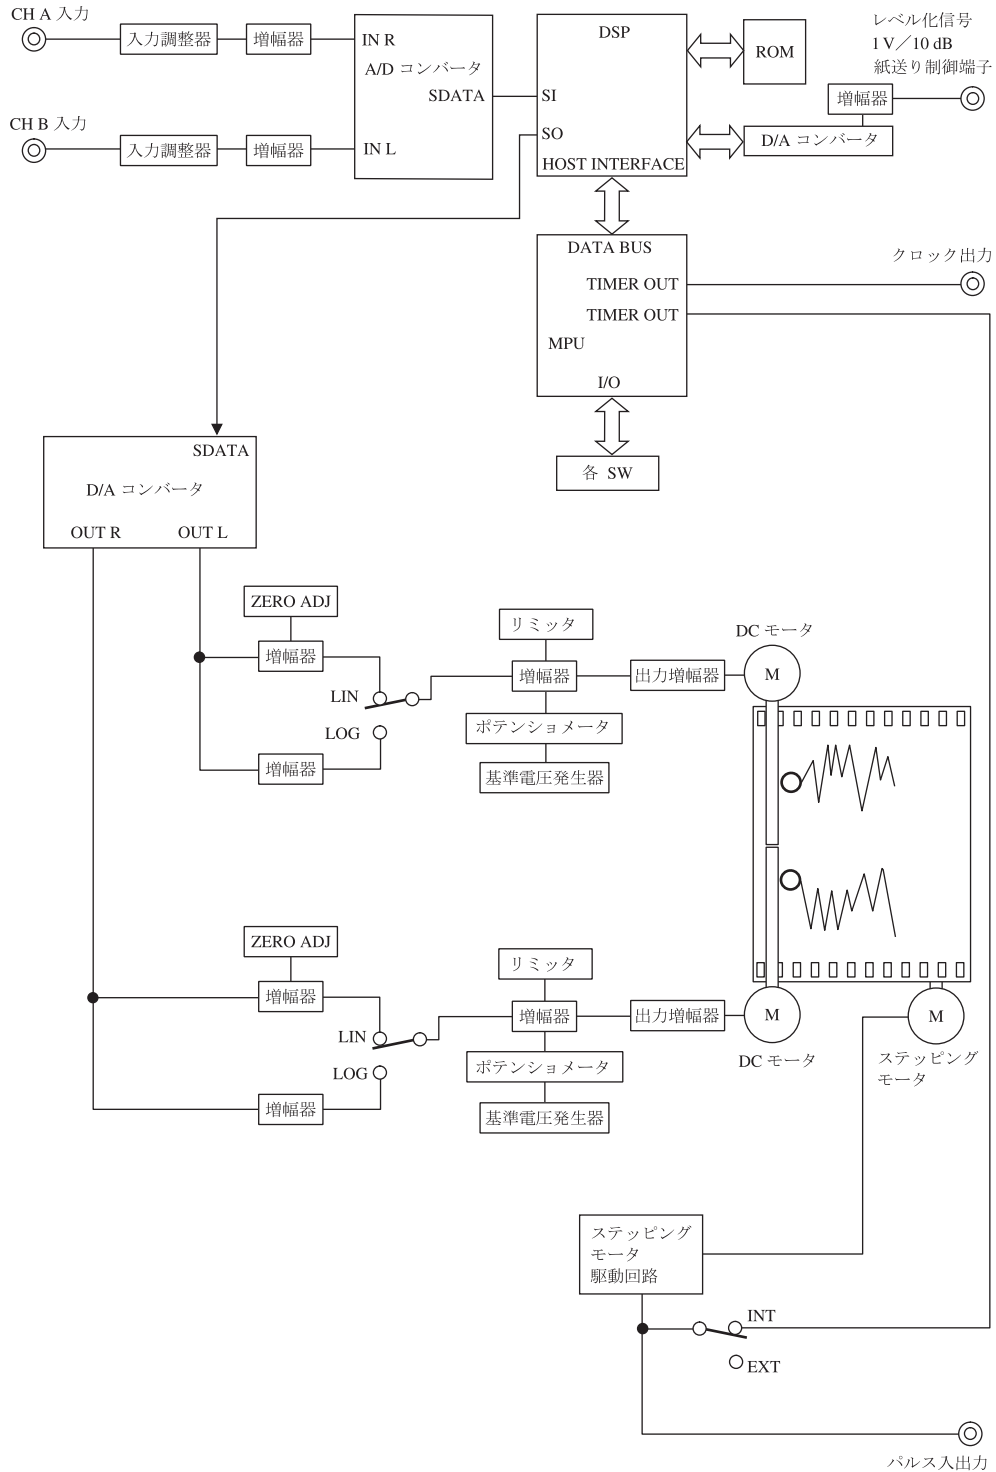 CH A 入力
入力調整器
増幅器
IN R
A/D コンバータ
SDATA
CH B 入力
入力調整器
増幅器
IN L
DSP
SI
SO
HOST INTERFACE
ROM
レベル化信号
1 V／10 dB
紙送り制御端子
増幅器
D/A コンバータ
DATA BUS
TIMER OUT
TIMER OUT
MPU
I/O
クロック出力
各 SW
SDATA
D/A コンバータ
OUT R
OUT L
ZERO ADJ
増幅器
LIN
LOG
増幅器
リミッタ
増幅器
ポテンショメータ
基準電圧発生器
出力増幅器
DC モータ
M
ZERO ADJ
増幅器
LIN
LOG
増幅器
リミッタ
増幅器
ポテンショメータ
基準電圧発生器
出力増幅器
M
DC モータ
M
ステッピング
モータ
ステッピング
モータ
駆動回路
INT
EXT
パルス入出力